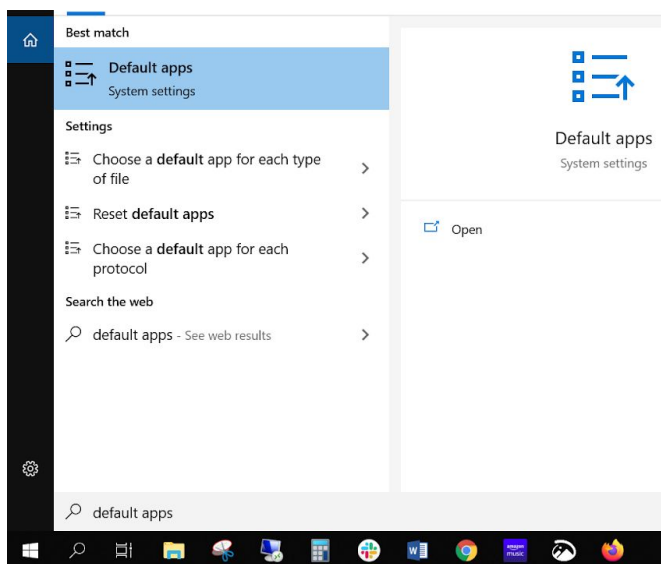 Best match
Default apps
System settings
Settings
Choose a default app for each type
of file
Reset default apps
Choose a default app for each
protocol
Search the web
default apps - See web results
Default apps
System settings
Open
default apps
W
amazon
music